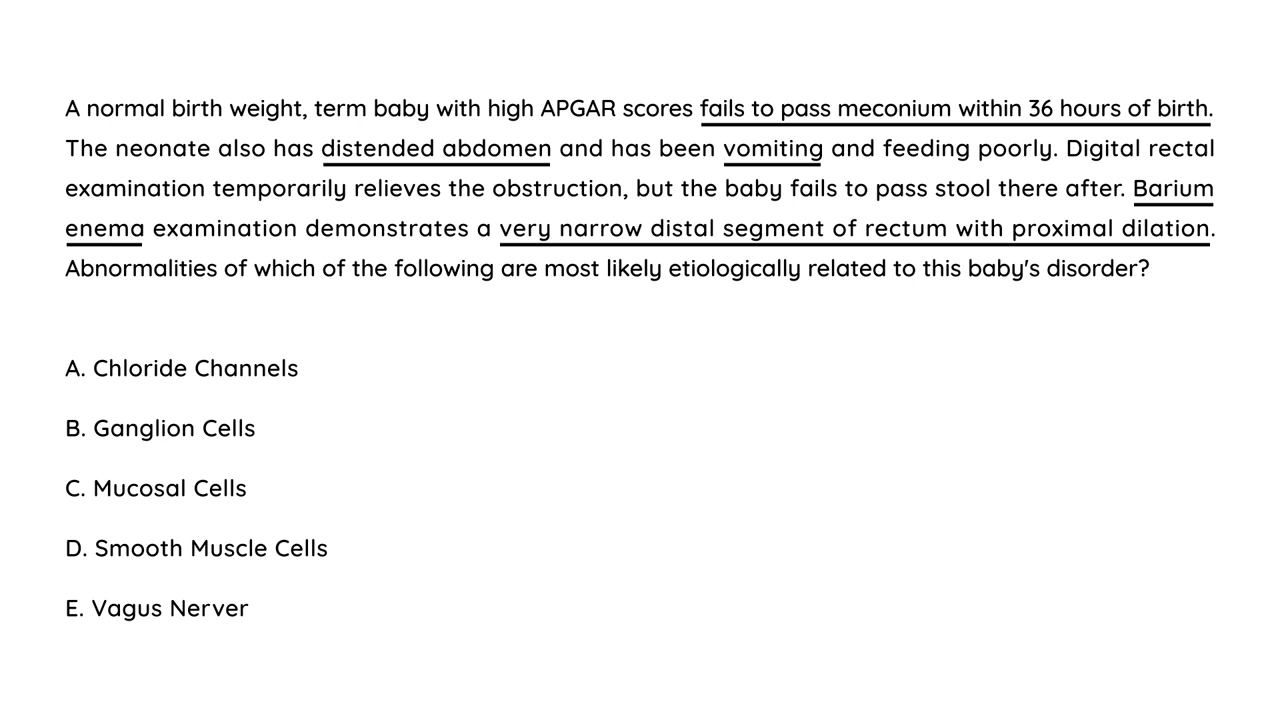 A normal birth weight, term baby with high APGAR scores fails to pass meconium within 36 hours of birth.
The neonate also has distended abdomen and has been vomiting and feeding poorly. Digital rectal
examination temporarily relieves the obstruction, but the baby fails to pass stool there after. Barium
enema examination demonstrates a very narrow distal segment of rectum with proximal dilation.
Abnormalities of which of the following are most likely etiologically related to this baby's disorder?
A. Chloride Channels
B. Ganglion Cells
C. Mucosal Cells
D. Smooth Muscle Cells
E. Vagus Nerver